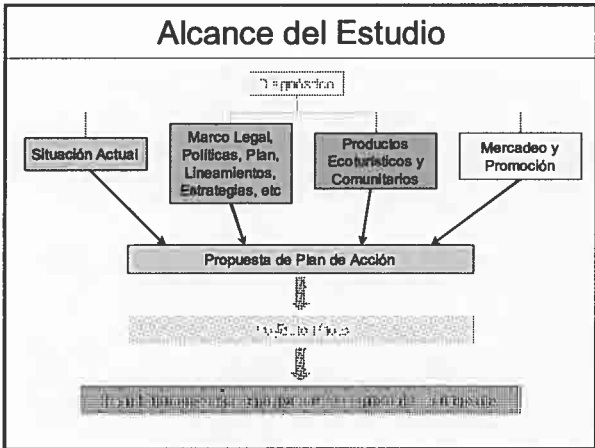 Alcance del Estudio
Diagnóstico
Situación Actual
Marco Legal,
Políticas, Plan,
Lineamientos,
Estrategias, etc
Productos
Ecoturísticos y
Comunitarios
Mercadeo y
Promoción
Propuesta de Plan de Acción